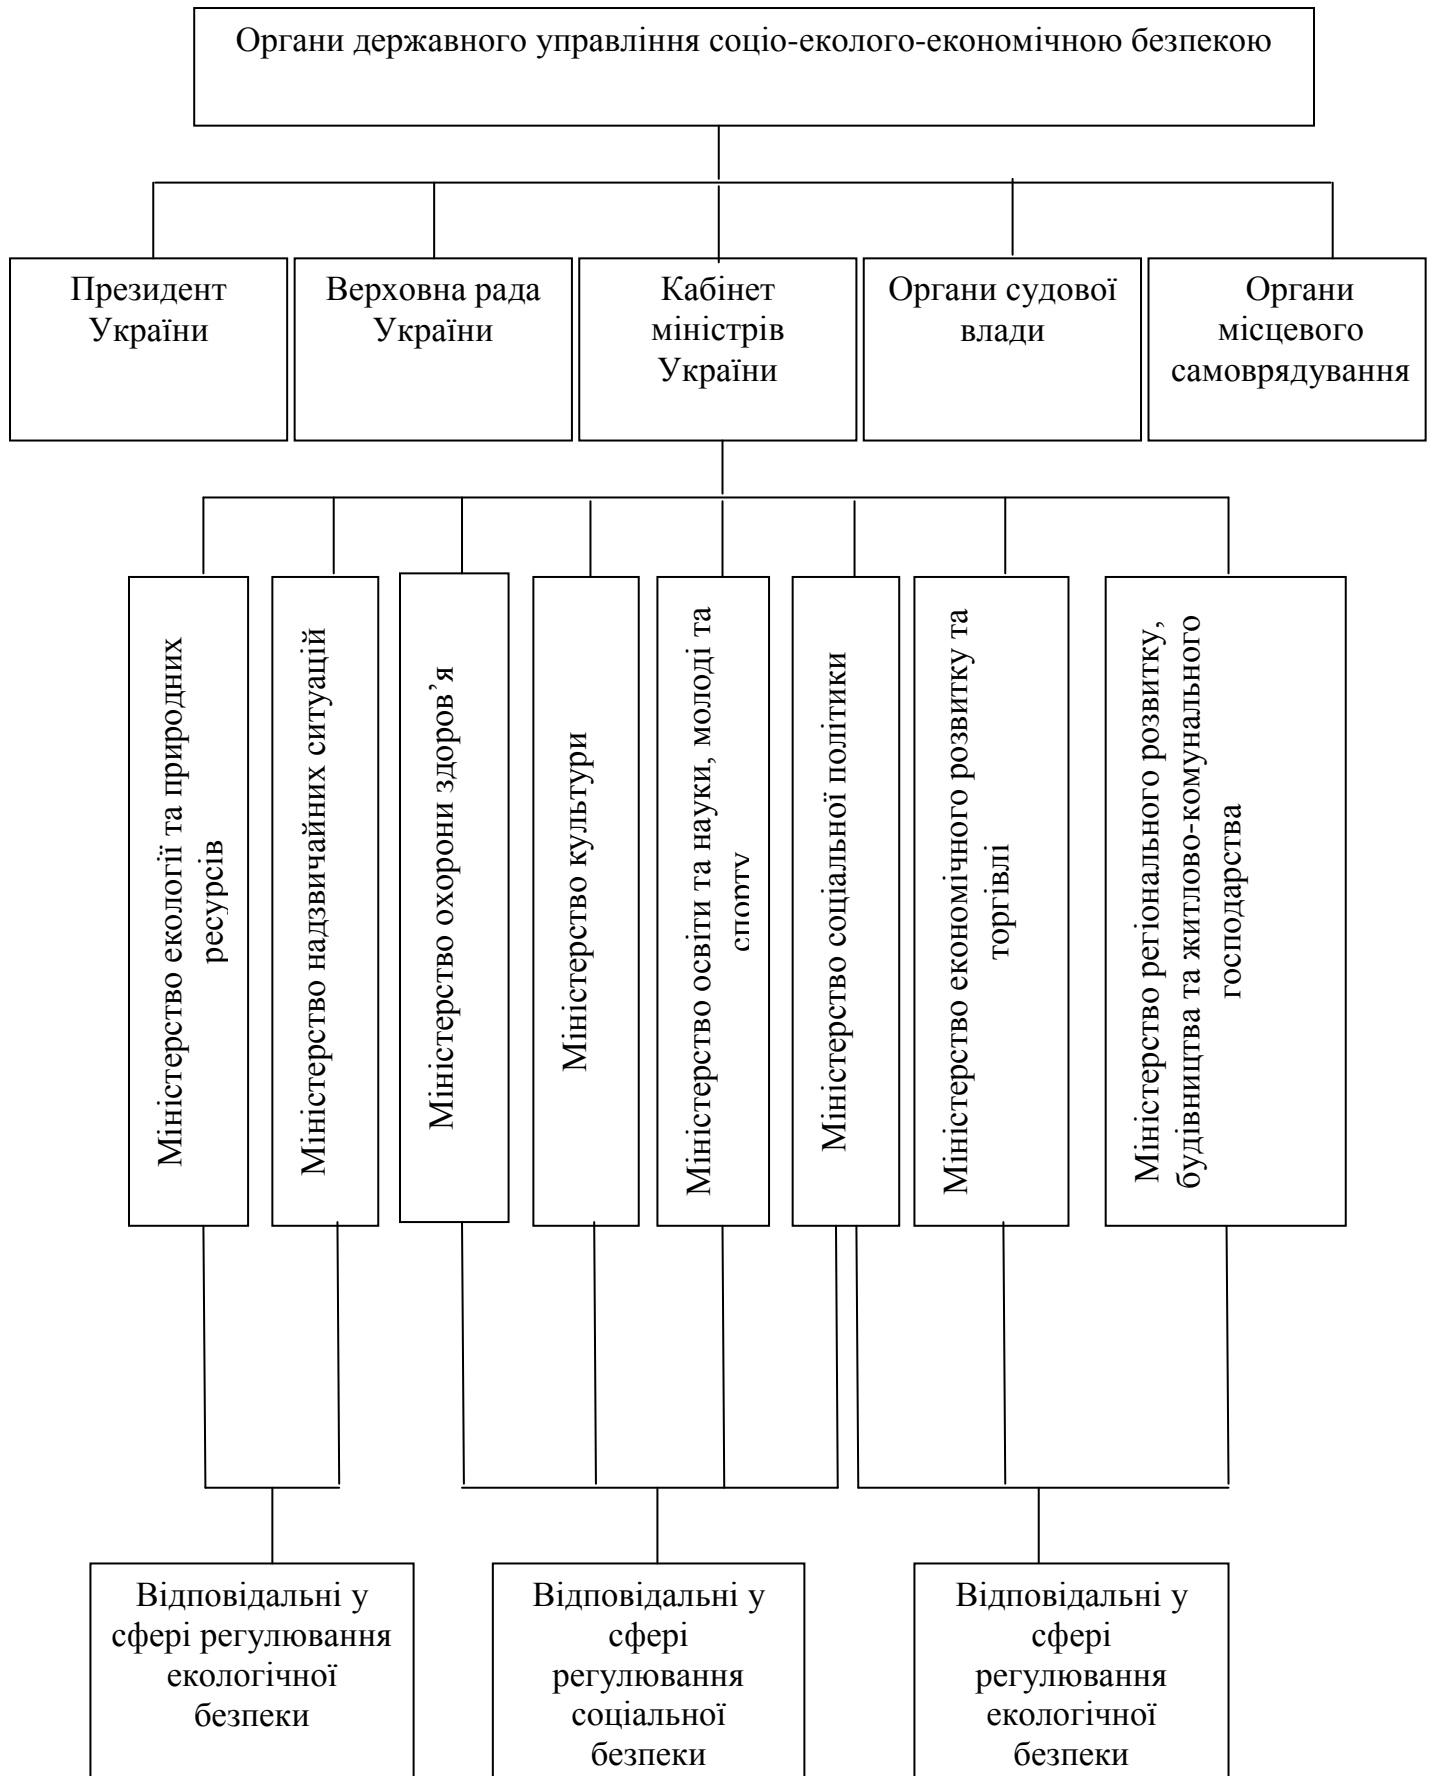 Органи державного управління соціо-еколого-економічною безпекою
Президент
України
Верховна рада
України
Кабінет
міністрів
України
Органи судової
влади
Органи
місцевого
самоврядування
Міністерство екології та природних
ресурсів
Міністерство надзвичайних ситуацій
Міністерство охорони здоров’я
Міністерство культури
Міністерство освіти та науки, молоді та
спорту
Міністерство соціальної політики
Міністерство економічного розвитку та
торгівлі
Міністерство регіонального розвитку,
будівництва та житлово-комунального
господарства
Відповідальні у
сфері регулювання
екологічної
безпеки
Відповідальні у
сфері
регулювання
соціальної
безпеки
Відповідальні у
сфері
регулювання
екологічної
безпеки